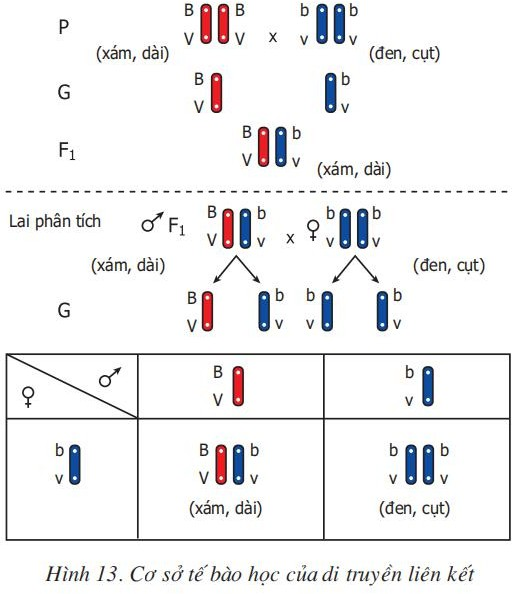 P
B B b b
V V x v v
(xám, dài) (đen, cụt)
G
B b
V v
F1
B b
V v
(xám, dài)
Lai phân tích
♂ F1 B b x ♀ b b
V v v v
(xám, dài) (đen, cụt)
G
B b b b
V v v v
♂
♀
B b
V v
b B b b b
v V v v v
(xám, dài) (đen, cụt)
Hình 13. Cơ sở tế bào học của di truyền liên kết